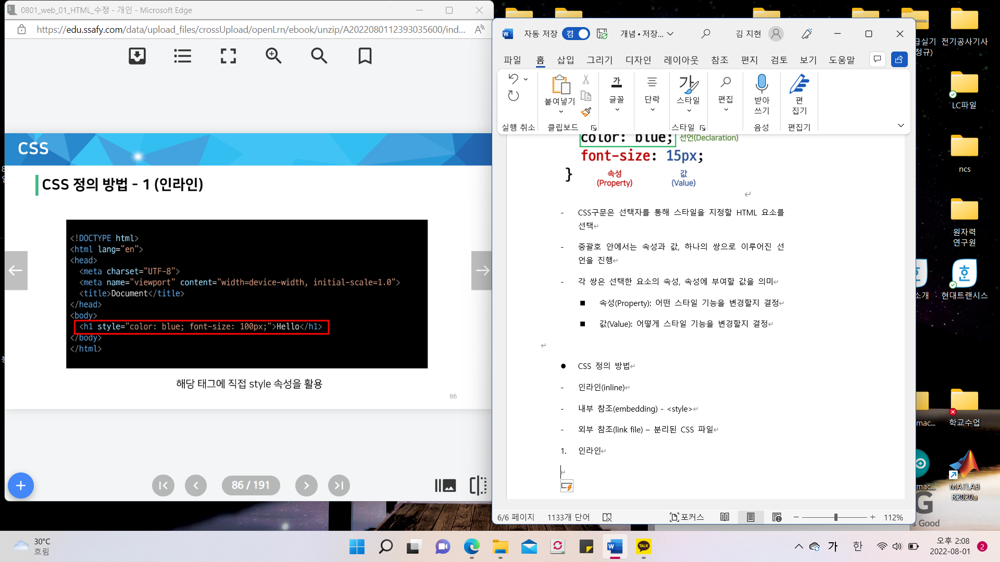 0801_web_01_HTML_수정 - 개인 - Microsoft Edge
https://edu.ssafy.com/data/upload_files/crossUpload/openLrn/ebook/unzip/A2022080112393035600/ind...
CSS
CSS 정의 방법 - 1 (인라인)
<!DOCTYPE html>
<html lang="en">
<head>
<meta charset="UTF-8">
<meta name="viewport" content="width=device-width, initial-scale=1.0">
<title>Document</title>
</head>
<body>
<h1 style="color: blue; font-size: 100px;">Hello</h1>
</body>
</html>
해당 태그에 직접 style 속성을 활용
86
86 / 191
자동 저장 켬 개념 • 저장... 김 지현
파일 홈 삽입 그리기 디자인 레이아웃 참조 편지 검토 보기 도움말
붙여넣기 가 글꼴 단락 가 스타일 편집 받아쓰기 편집기
실행 취소 클립보드 스타일 음성 편집기
color: blue; 선언(Declaration)
font-size: 15px;
} 속성 값
(Property) (Value)
- CSS구문은 선택자를 통해 스타일을 지정할 HTML 요소를
선택
- 중괄호 안에서는 속성과 값, 하나의 쌍으로 이루어진 선
언을 진행
- 각 쌍은 선택한 요소의 속성, 속성에 부여할 값을 의미
■ 속성(Property): 어떤 스타일 기능을 변경할지 결정
■ 값(Value): 어떻게 스타일 기능을 변경할지 결정
● CSS 정의 방법
- 인라인(inline)
- 내부 참조(embedding) - <style>
- 외부 참조(link file) – 분리된 CSS 파일
1. 인라인
6/6 페이지 1133개 단어 포커스 112%
전기공사기사
LC파일
ncs
원자력
연구원
현대트랜시스
학교수업
MATLAB
R2020a
Good
30°C
흐림
TALK
가 한
오후 2:08
2022-08-01
2